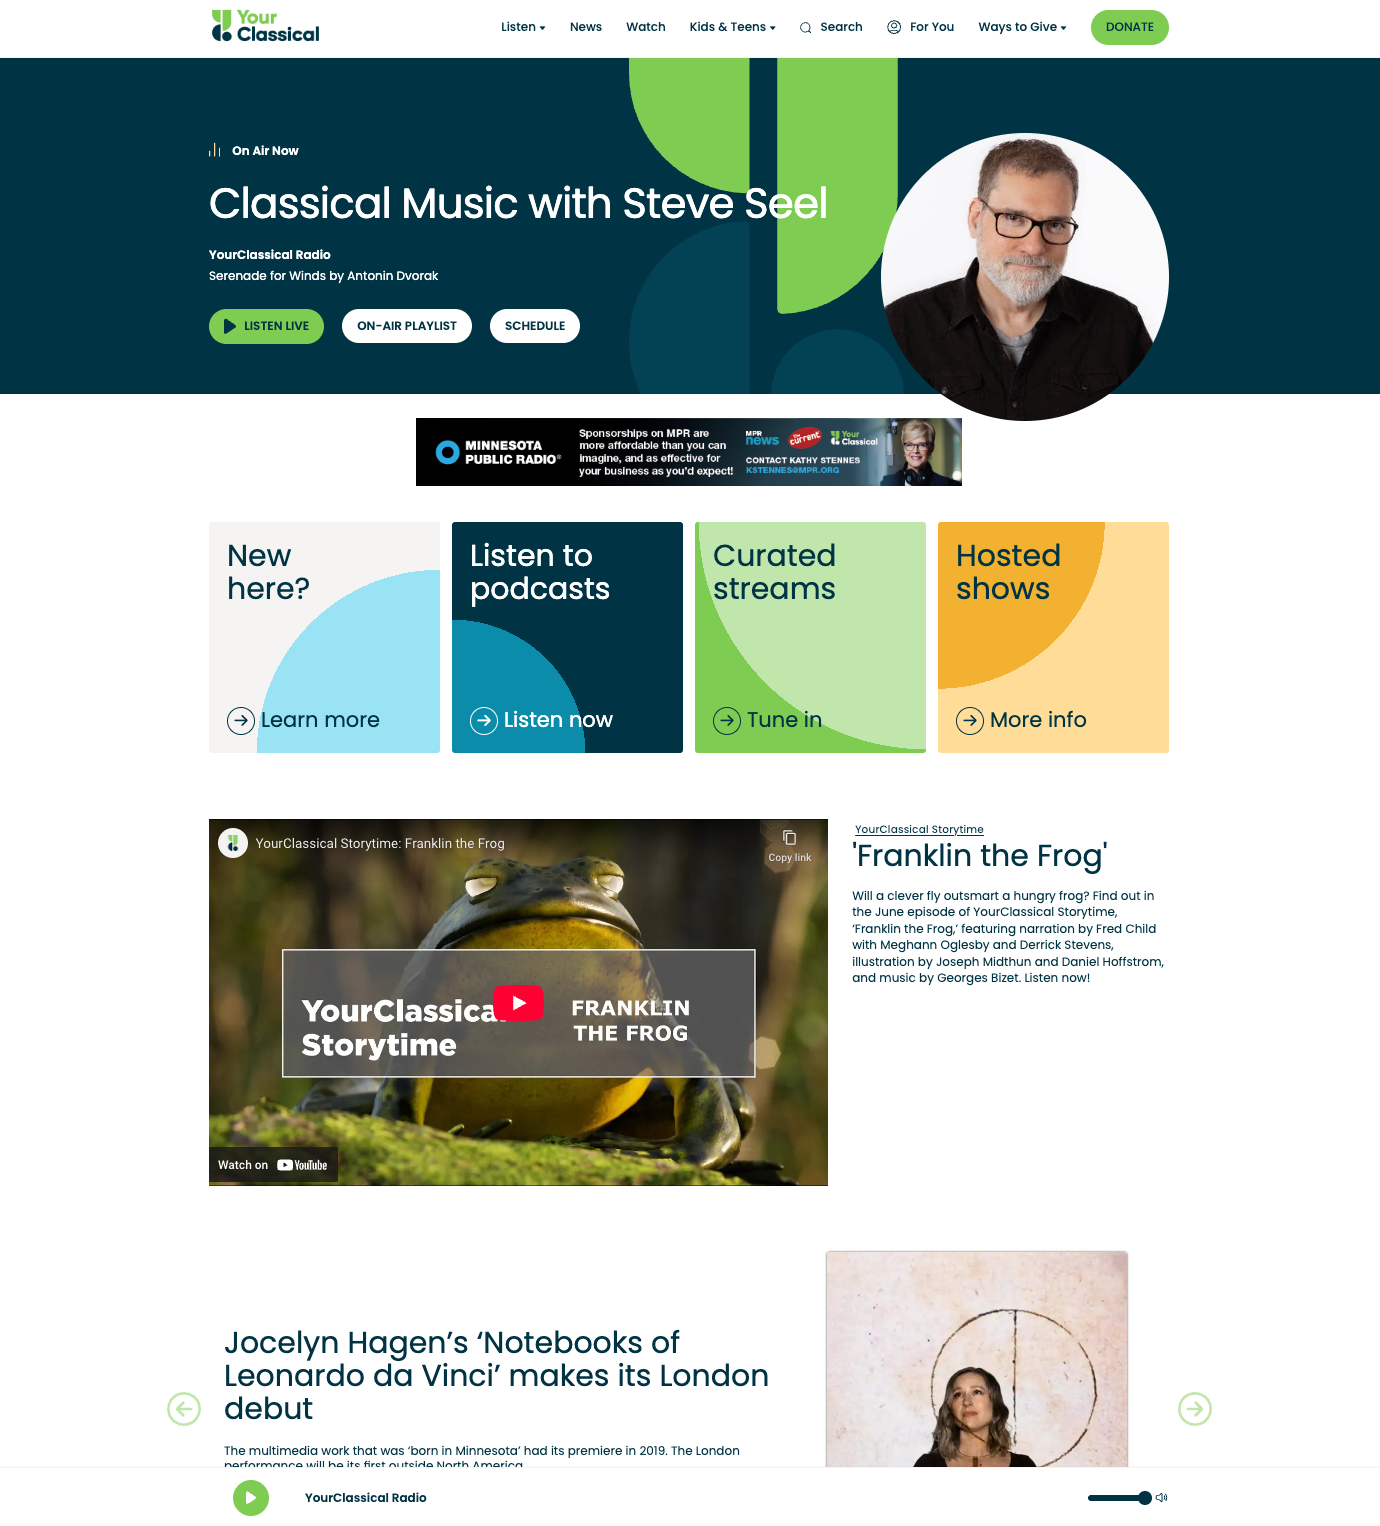 Your
Classical
Listen
News
Watch
Kids & Teens
Search
For You
Ways to Give
DONATE
On Air Now
Classical Music with Steve Seel
YourClassical Radio
Serenade for Winds by Antonin Dvorak
LISTEN LIVE
ON-AIR PLAYLIST
SCHEDULE
MINNESOTA
PUBLIC RADIO®
Sponsorships on MPR are
more affordable than you can
imagine, and as effective for
your business as you'd expect!
MPR
news
The
Current
Your
Classical
CONTACT KATHY STENNES
KSTENNES@MPR.ORG
New
here?
Learn more
Listen to
podcasts
Listen now
Curated
streams
Tune in
Hosted
shows
More info
YourClassical Storytime: Franklin the Frog
Copy link
YourClassical
Storytime
FRANKLIN
THE FROG
Watch on YouTube
YourClassical Storytime
'Franklin the Frog'
Will a clever fly outsmart a hungry frog? Find out in
the June episode of YourClassical Storytime,
‘Franklin the Frog,’ featuring narration by Fred Child
with Meghann Oglesby and Derrick Stevens,
illustration by Joseph Midthun and Daniel Hoffstrom,
and music by Georges Bizet. Listen now!
Jocelyn Hagen’s ‘Notebooks of
Leonardo da Vinci’ makes its London
debut
The multimedia work that was ‘born in Minnesota’ had its premiere in 2019. The London
performance will be its first outside North America.
YourClassical Radio